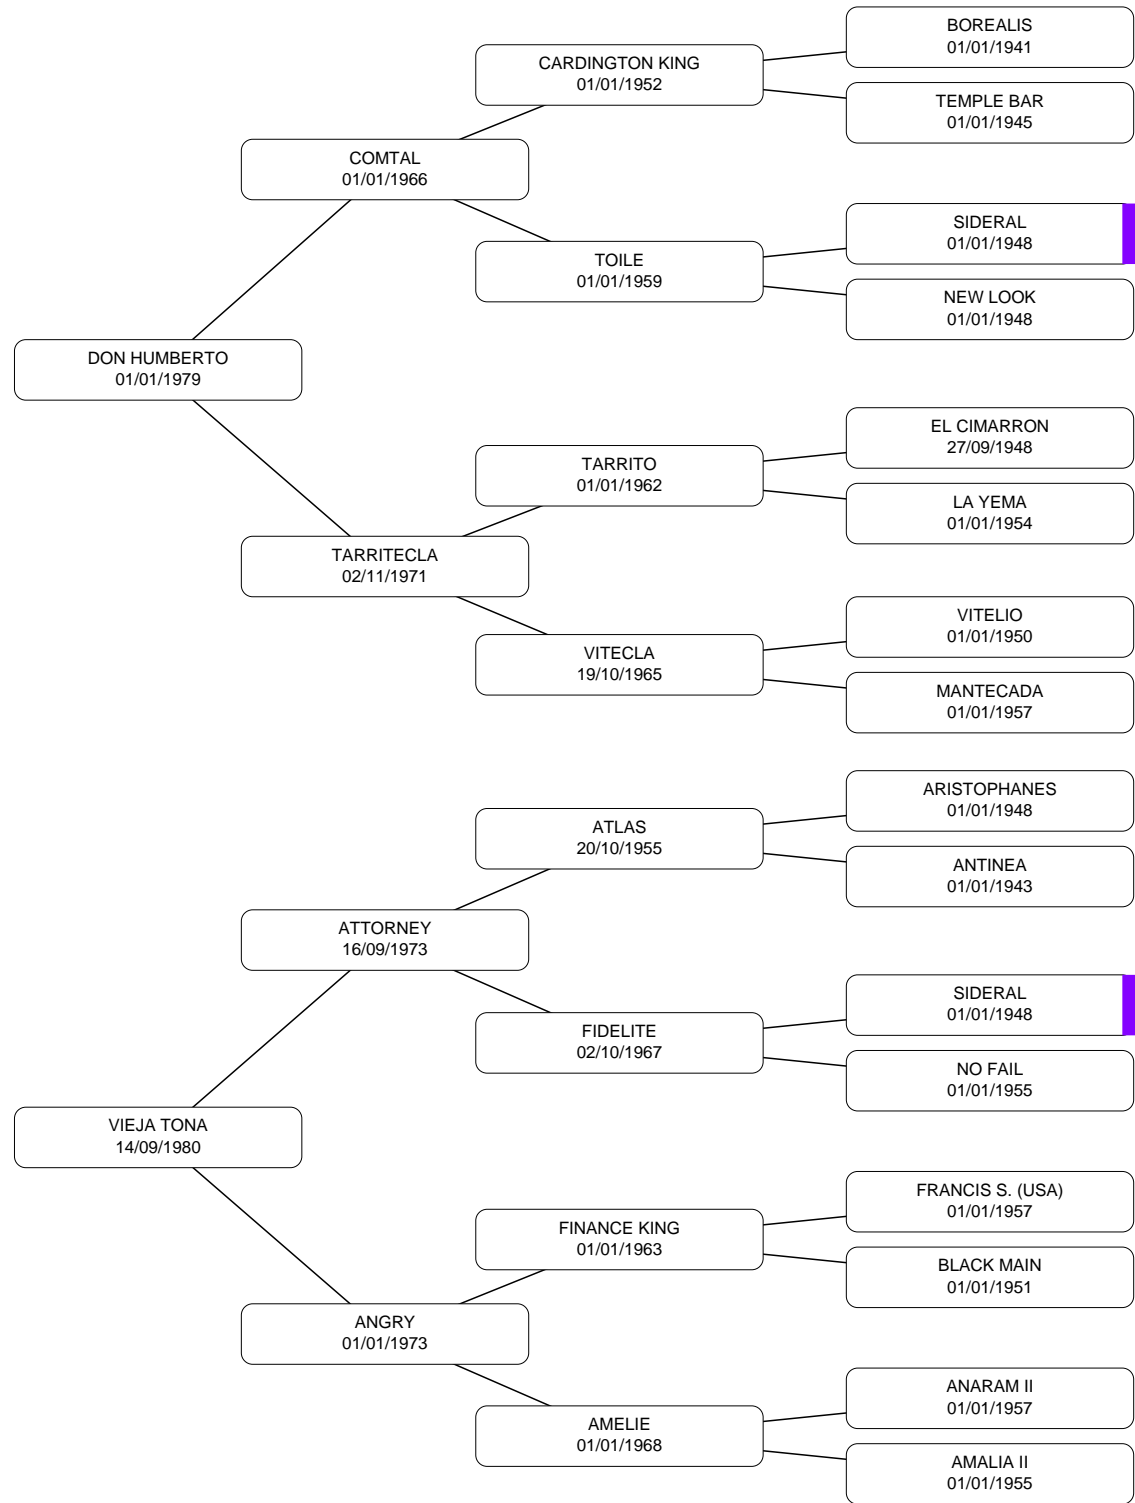 BOREALIS
01/01/1941
CARDINGTON KING
01/01/1952
TEMPLE BAR
01/01/1945
COMTAL
01/01/1966
SIDERAL
01/01/1948
TOILE
01/01/1959
NEW LOOK
01/01/1948
DON HUMBERTO
01/01/1979
EL CIMARRON
27/09/1948
TARRITO
01/01/1962
LA YEMA
01/01/1954
TARRITECLA
02/11/1971
VITELIO
01/01/1950
VITECLA
19/10/1965
MANTECADA
01/01/1957
ARISTOPHANES
01/01/1948
ATLAS
20/10/1955
ANTINEA
01/01/1943
ATTORNEY
16/09/1973
SIDERAL
01/01/1948
FIDELITE
02/10/1967
NO FAIL
01/01/1955
VIEJA TONA
14/09/1980
FRANCIS S. (USA)
01/01/1957
FINANCE KING
01/01/1963
BLACK MAIN
01/01/1951
ANGRY
01/01/1973
ANARAM II
01/01/1957
AMELIE
01/01/1968
AMALIA II
01/01/1955